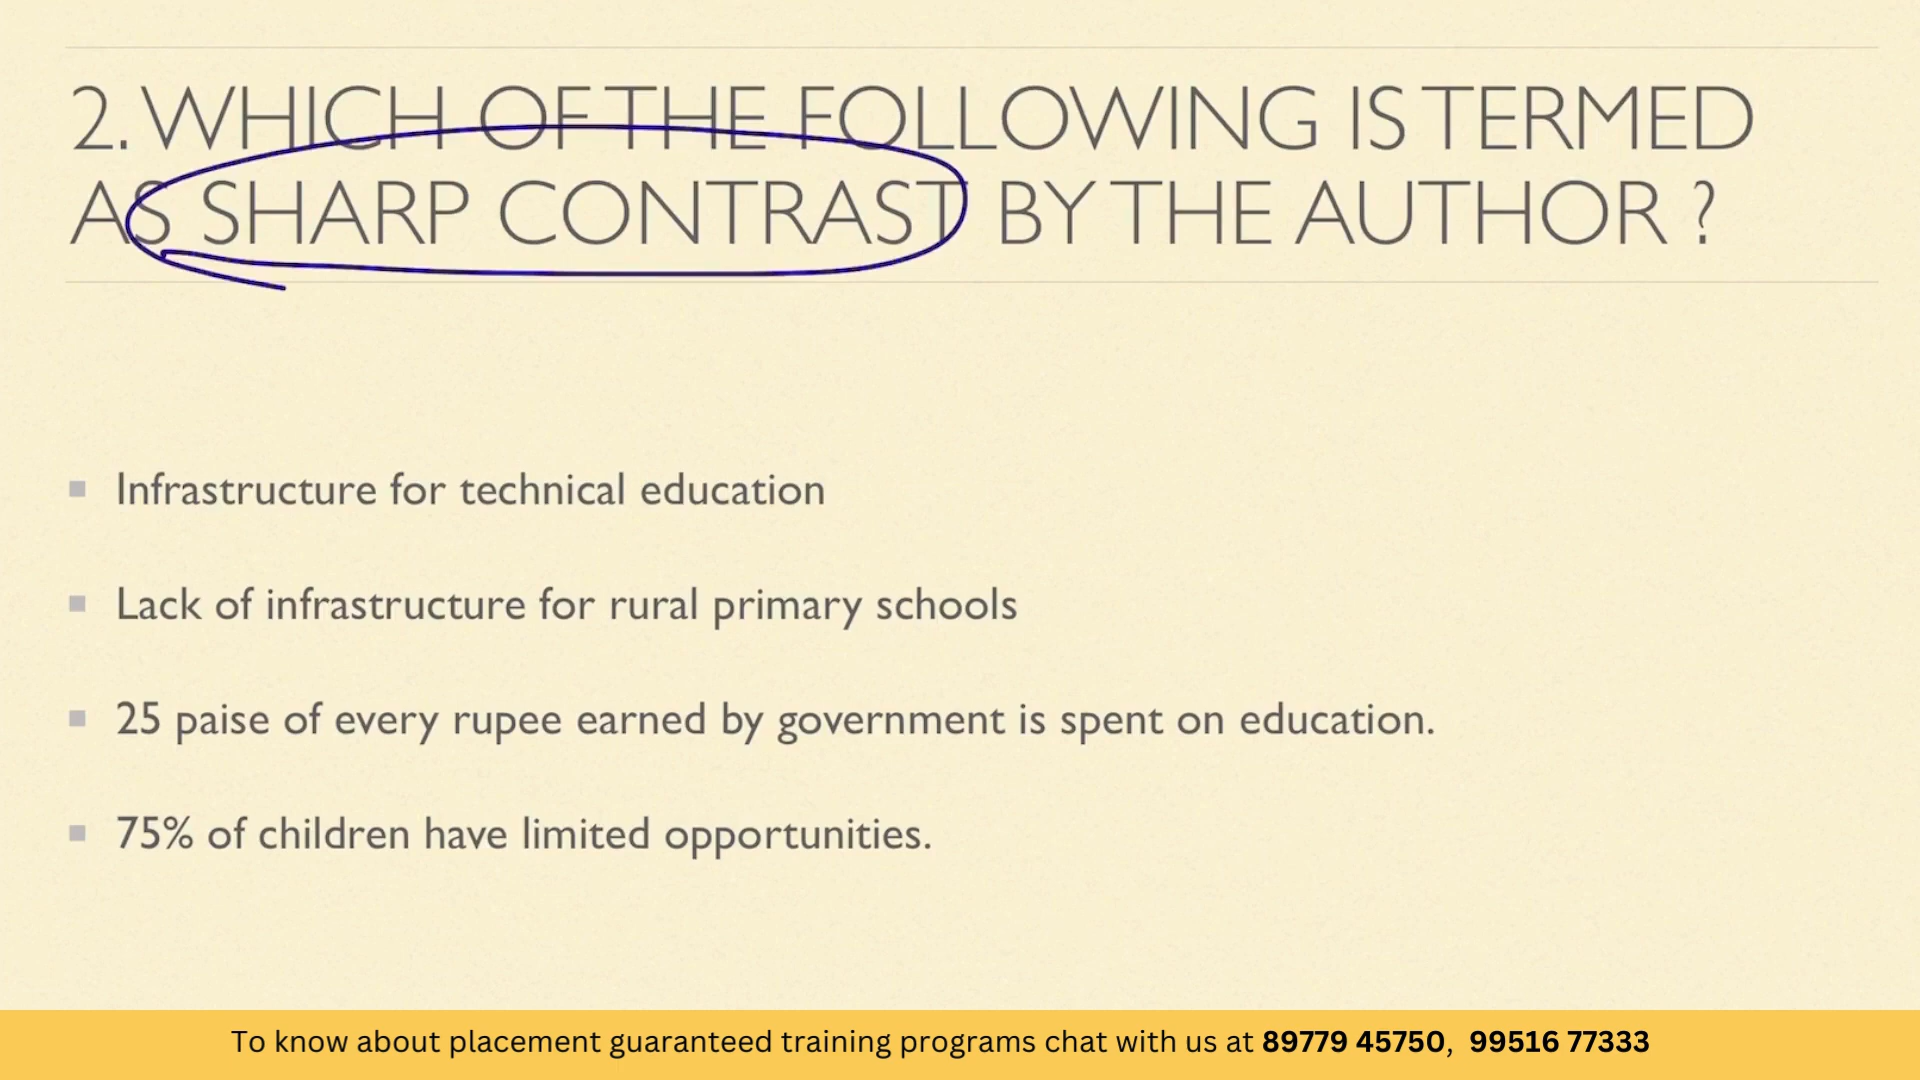 2. WHICH OF THE FOLLOWING IS TERMED
AS SHARP CONTRAST BY THE AUTHOR ?
Infrastructure for technical education
Lack of infrastructure for rural primary schools
25 paise of every rupee earned by government is spent on education.
75% of children have limited opportunities.
To know about placement guaranteed training programs chat with us at 89779 45750, 99516 77333